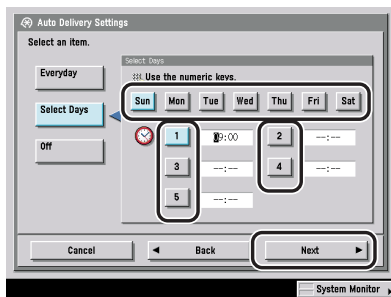 Auto Delivery Settings
Select an item.
Everyday
Select Days
Off
Select Days
Use the numeric keys.
Sun Mon Tue Wed Thu Fri Sat
1 09:00 2 --:--
3 --:-- 4 --:--
5 --:--
Cancel ◄ Back Next ►
System Monitor